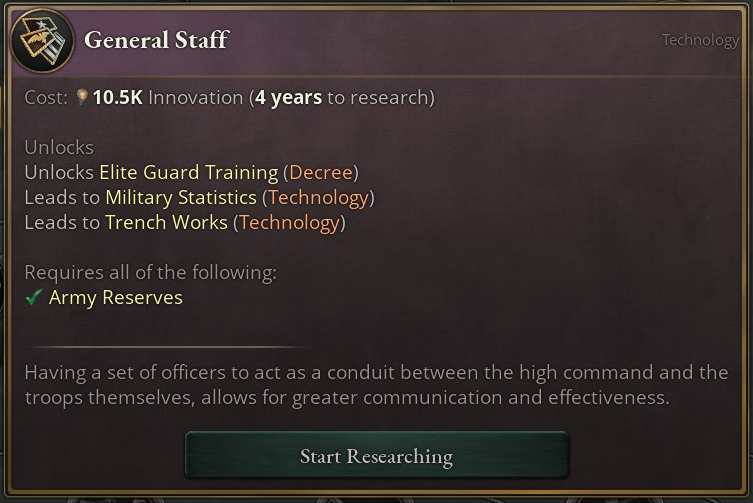 General Staff
Technology
Cost: 10.5K Innovation (4 years to research)
Unlocks
Unlocks Elite Guard Training (Decree)
Leads to Military Statistics (Technology)
Leads to Trench Works (Technology)
Requires all of the following:
Army Reserves
Having a set of officers to act as a conduit between the high command and the
troops themselves, allows for greater communication and effectiveness.
Start Researching